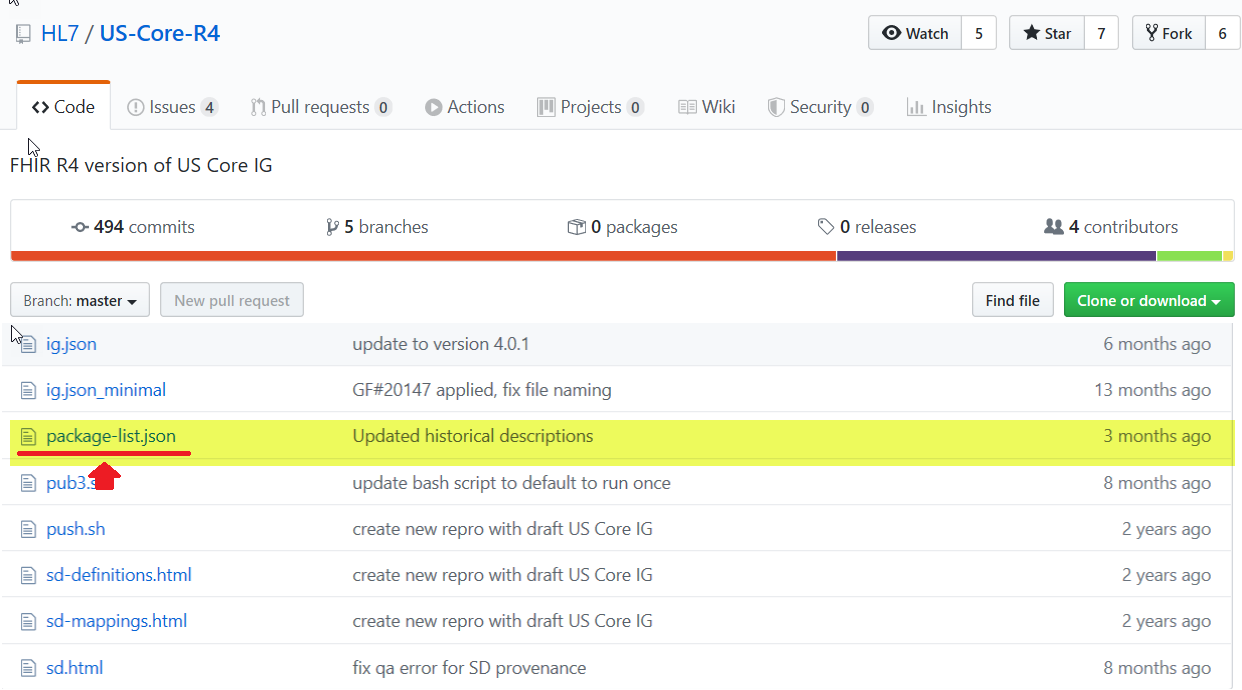 HL7 / US-Core-R4
Watch 5 Star 7 Fork 6
Code Issues 4 Pull requests 0 Actions Projects 0 Wiki Security 0 Insights
FHIR R4 version of US Core IG
494 commits 5 branches 0 packages 0 releases 4 contributors
Branch: master New pull request Find file Clone or download
ig.json update to version 4.0.1 6 months ago
ig.json_minimal GF#20147 applied, fix file naming 13 months ago
package-list.json Updated historical descriptions 3 months ago
pub3.s update bash script to default to run once 8 months ago
push.sh create new repro with draft US Core IG 2 years ago
sd-definitions.html create new repro with draft US Core IG 2 years ago
sd-mappings.html create new repro with draft US Core IG 2 years ago
sd.html fix qa error for SD provenance 8 months ago